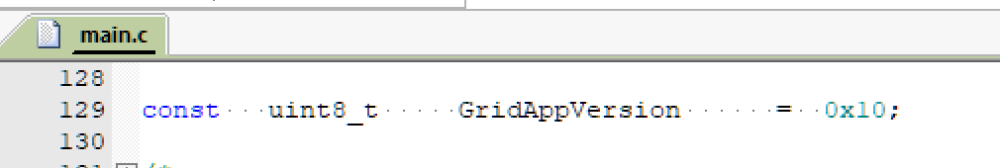 main.c
128
129 const uint8_t GridAppVersion = 0x10;
130